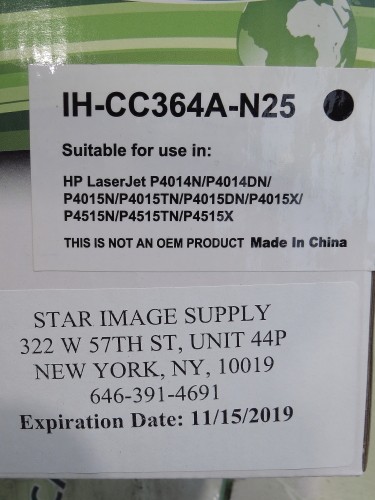 IH-CC364A-N25
Suitable for use in:
HP LaserJet P4014N/P4014DN/
P4015N/P4015TN/P4015DN/P4015X/
P4515N/P4515TN/P4515X
THIS IS NOT AN OEM PRODUCT Made In China
STAR IMAGE SUPPLY
322 W 57TH ST, UNIT 44P
NEW YORK, NY, 10019
646-391-4691
Expiration Date: 11/15/2019